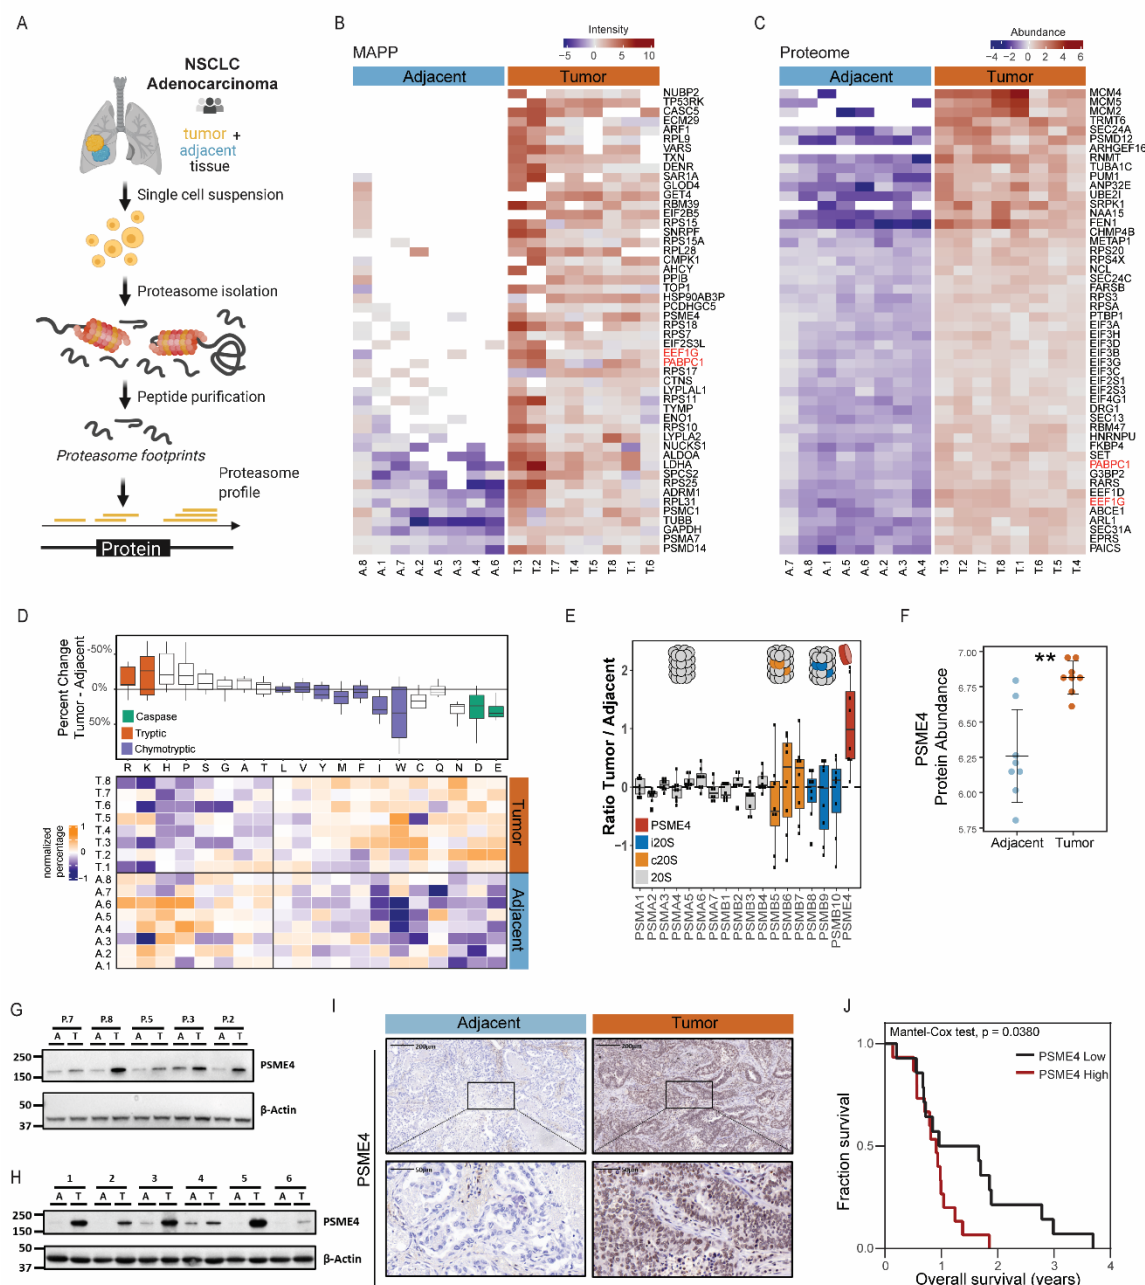 A
NSCLC
Adenocarcinoma
tumor +
adjacent
tissue
Single cell suspension
Proteasome isolation
Peptide purification
Proteasome footprints
Proteasome
profile
Protein
B
MAPP
Intensity
−5 0 5 10
Adjacent Tumor
NUBP2
TP53RK
CASC5
ECM29
ARF1
RPL9
VARS
TXN
DENR
SAR1A
GLOD4
GET4
RBM39
EIF2B5
RPS15
SNRPF
RPS15A
RPL28
CMPK1
AHCY
PPIB
TOP1
HSP90AB3P
PCDHGC5
PSME4
RPS18
RPS7
EIF2S3L
EEF1G
PABPC1
RPS17
CTNS
LYPLAL1
RPS11
TYMP
ENO1
RPS10
LYPLA2
NUCKS1
ALDOA
LDHA
SPCS2
RPS25
ADRM1
RPL31
PSMC1
TUBB
GAPDH
PSMA7
PSMD14
A.8 A.1 A.7 A.2 A.5 A.3 A.4 A.6 T.3 T.2 T.7 T.4 T.5 T.8 T.1 T.6
C
Proteome
Abundance
−4 −2 0 2 4 6
Adjacent Tumor
MCM4
MCM5
MCM2
TRMT6
SEC24A
PSMD12
ARHGEF16
RNMT
TUBA1C
PUM1
ANP32E
UBE2I
SRPK1
NAA15
FEN1
CHMP4B
METAP1
RPS20
RPS4X
NCL
SEC24C
FARSB
RPS3
RPSA
PTBP1
EIF3A
EIF3H
EIF3D
EIF3B
EIF3G
EIF3C
EIF2S1
EIF2S3
EIF4G1
DRG1
SEC13
RBM47
HNRNPU
FKBP4
SET
PABPC1
G3BP2
RARS
EEF1D
EEF1G
ABCE1
ARL1
SEC31A
EPRS
PAICS
A.7 A.8 A.1 A.5 A.6 A.2 A.3 A.4 T.3 T.2 T.7 T.8 T.1 T.6 T.5 T.4
D
Percent Change
Tumor - Adjacent
-50%
0%
50%
Caspase
Tryptic
Chymotryptic
R K H P S G A T L V Y M F I W C Q N D E
normalized
percentage
1
0
−1
T.8
T.7
T.6
T.5
T.4
T.3
T.2
T.1
A.8
A.7
A.6
A.5
A.4
A.3
A.2
A.1
Tumor
Adjacent
E
Ratio Tumor / Adjacent
2
1
0
−1
PSME4
i20S
c20S
20S
PSMA1
PSMA2
PSMA3
PSMA4
PSMA5
PSMA6
PSMA7
PSMB1
PSMB2
PSMB3
PSMB4
PSMB5
PSMB6
PSMB7
PSMB8
PSMB9
PSMB10
PSME4
F
PSME4
Protein Abundance
7.00
6.75
6.50
6.25
6.00
5.75
**
Adjacent Tumor
G
P.7 P.8 P.5 P.3 P.2
A T A T A T A T A T
250
150
PSME4
50
37
β-Actin
H
1 2 3 4 5 6
A T A T A T A T A T A T
250
150
PSME4
50
37
β-Actin
I
Adjacent Tumor
PSME4
200μm
200μm
50μm
50μm
J
Mantel-Cox test, p = 0.0380
PSME4 Low
PSME4 High
Fraction survival
1.0
0.5
0.0
0 1 2 3 4
Overall survival (years)